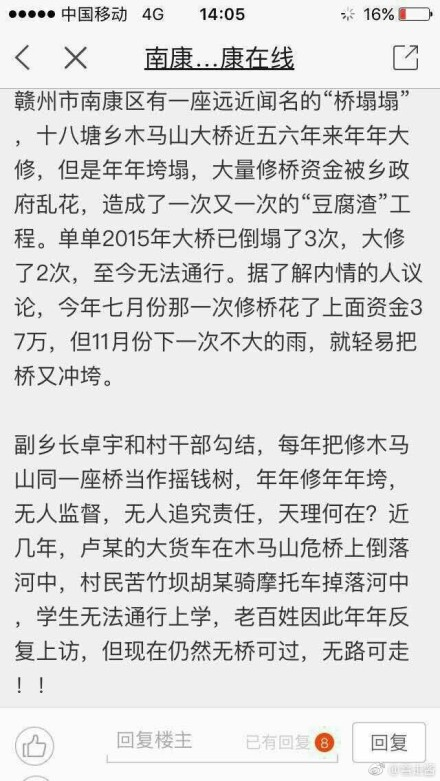 中国移动 4G 14:05 16%
南康...康在线
赣州市南康区有一座远近闻名的“桥塌塌”
，十八塘乡木马山大桥近五六年来年年大
修，但是年年垮塌，大量修桥资金被乡政
府乱花，造成了一次又一次的“豆腐渣”工
程。单单2015年大桥已倒塌了3次，大修
了2次，至今无法通行。据了解内情的人议
论，今年七月份那一次修桥花了上面资金3
7万，但11月份下一次不大的雨，就轻易把
桥又冲垮。
副乡长卓宇和村干部勾结，每年把修木马
山同一座桥当作摇钱树，年年修年年垮，
无人监督，无人追究责任，天理何在？近
几年，卢某的大货车在木马山危桥上倒落
河中，村民苦竹坝胡某骑摩托车掉落河中
，学生无法通行上学，老百姓因此年年反
复上访，但现在仍然无桥可过，无路可走
！！
回复楼主 已有回复 8 回复